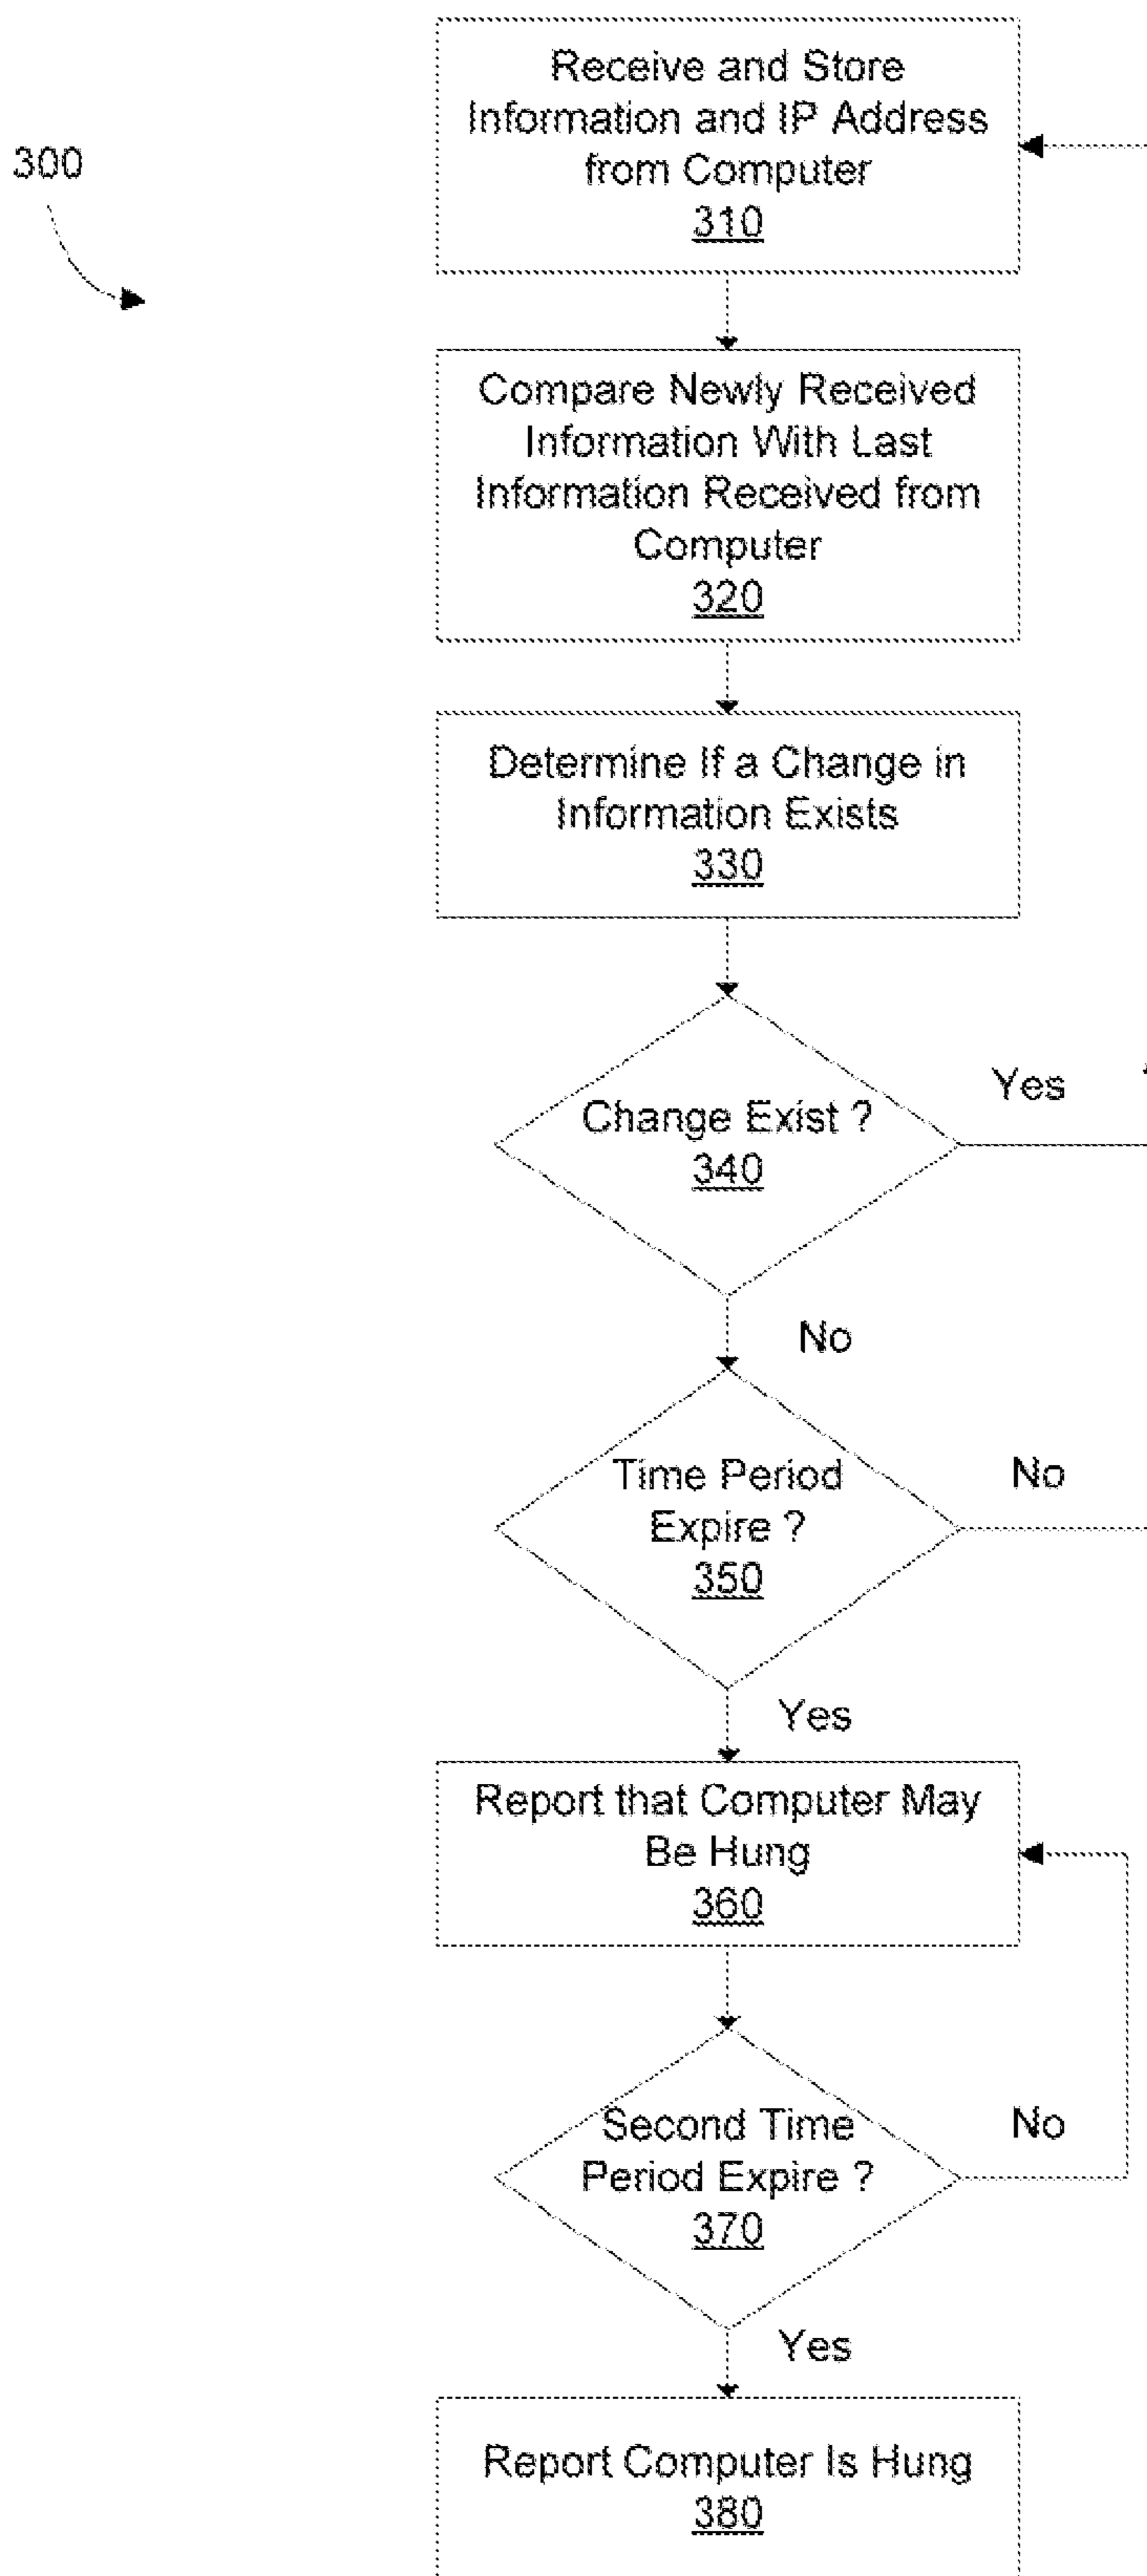 300
Receive and Store
Information and IP Address
from Computer
310
Compare Newly Received
Information With Last
Information Received from
Computer
320
Determine If a Change in
Information Exists
330
Change Exist ?
340
Yes
No
Time Period
Expire ?
350
No
Yes
Report that Computer May
Be Hung
360
Second Time
Period Expire ?
370
No
Yes
Report Computer Is Hung
380